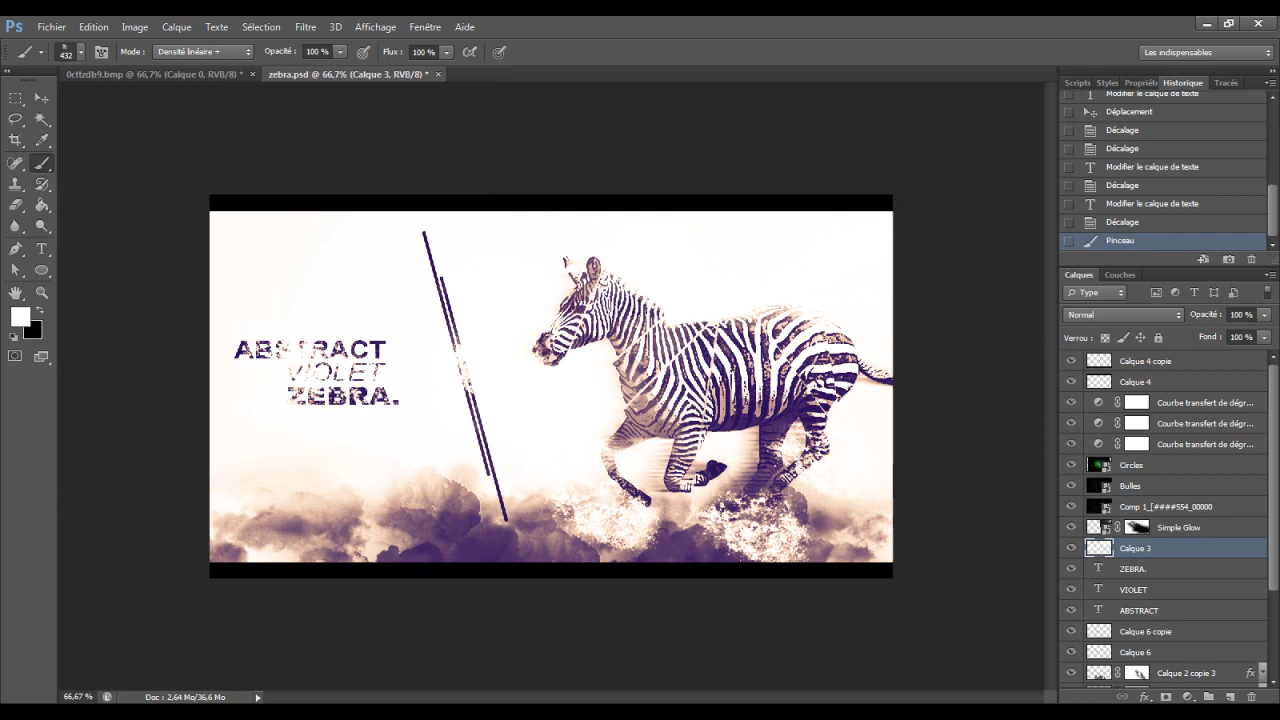 Ps Fichier Edition Image Calque Texte Sélection Filtre 3D Affichage Fenêtre Aide
432 Mode : Densité linéaire + Opacité : 100 % Flux : 100 % Les indispensables
0cttzdb9.bmp @ 66,7% (Calque 0, RVB/8) * × zebra.psd @ 66,7% (Calque 3, RVB/8) * ×
Scripts Styles Propriété Historique Tracés
Modifier le calque de texte
Déplacement
Décalage
Décalage
Modifier le calque de texte
Décalage
Modifier le calque de texte
Décalage
Pinceau
Calques Couches
Type
Normal Opacité : 100 %
Verrou : Fond : 100 %
Calque 4 copie
Calque 4
Courbe transfert de dégr...
Courbe transfert de dégr...
Courbe transfert de dégr...
Circles
Bulles
Comp 1_[####554_00000
Simple Glow
Calque 3
T ZEBRA.
T VIOLET
T ABSTRACT
Calque 6 copie
Calque 6
Calque 2 copie 3 fx
ABSTRACT
VIOLET
ZEBRA.
66,67 % Doc : 2,64 Mo/36,6 Mo